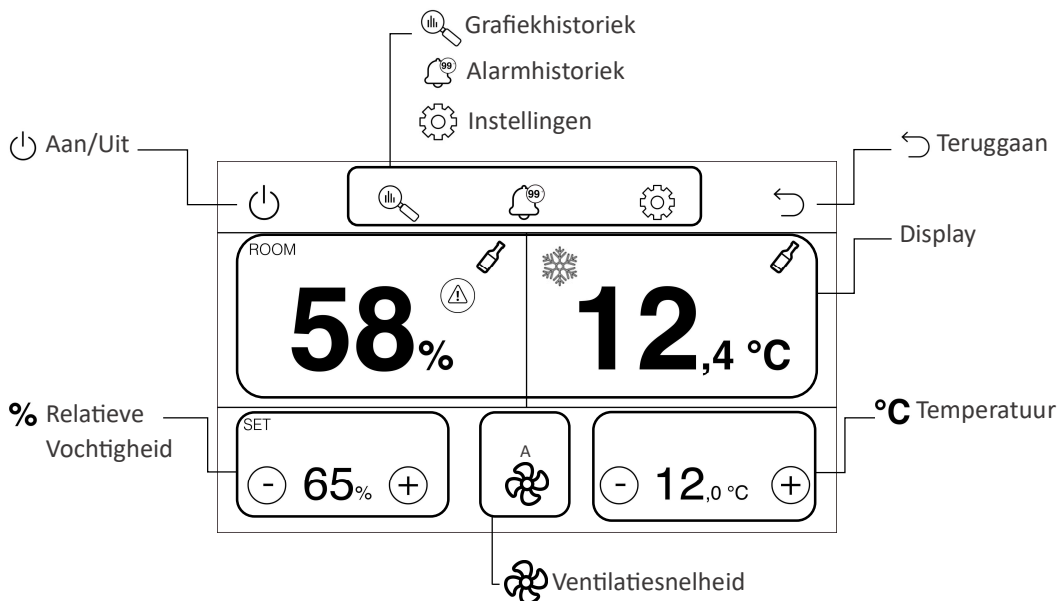 Grafiekhistoriek
99
Alarmhistoriek
Instellingen
Aan/Uit
Teruggaan
99
Display
ROOM
58%
12,4 °C
% Relatieve
Vochtigheid
°C Temperatuur
SET
- 65% +
A
- 12,0 °C +
Ventilatiesnelheid